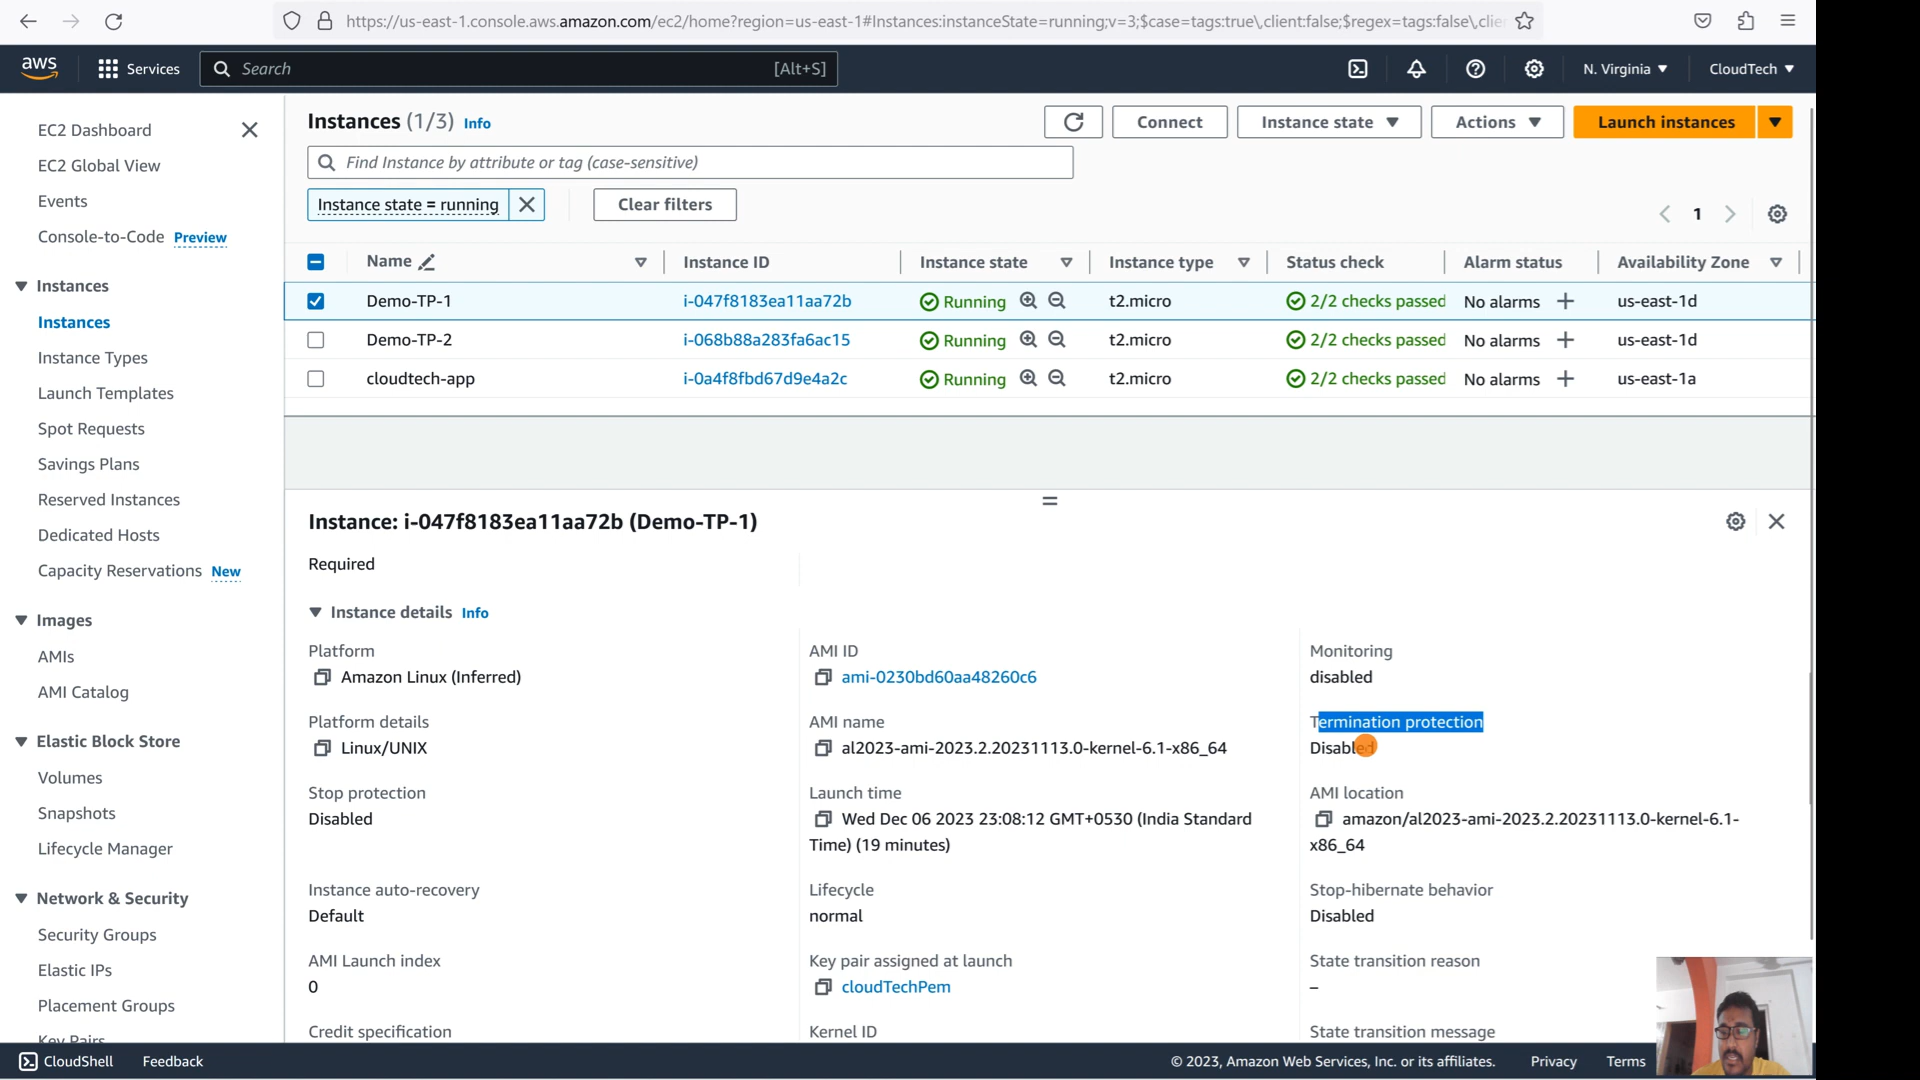 https://us-east-1.console.aws.amazon.com/ec2/home?region=us-east-1#Instances:instanceState=running;v=3;$case=tags:true\,client:false;$regex=tags:false\,clie
aws
Services
Search
[Alt+S]
N. Virginia
CloudTech
EC2 Dashboard
EC2 Global View
Events
Console-to-Code Preview
Instances
Instances
Instance Types
Launch Templates
Spot Requests
Savings Plans
Reserved Instances
Dedicated Hosts
Capacity Reservations New
Images
AMIs
AMI Catalog
Elastic Block Store
Volumes
Snapshots
Lifecycle Manager
Network & Security
Security Groups
Elastic IPs
Placement Groups
Key Pairs
Instances (1/3) Info
Connect
Instance state
Actions
Launch instances
Find Instance by attribute or tag (case-sensitive)
Instance state = running
Clear filters
1
Name Instance ID Instance state Instance type Status check Alarm status Availability Zone
Demo-TP-1 i-047f8183ea11aa72b Running t2.micro 2/2 checks passed No alarms us-east-1d
Demo-TP-2 i-068b88a283fa6ac15 Running t2.micro 2/2 checks passed No alarms us-east-1d
cloudtech-app i-0a4f8fbd67d9e4a2c Running t2.micro 2/2 checks passed No alarms us-east-1a
Instance: i-047f8183ea11aa72b (Demo-TP-1)
Required
Instance details Info
Platform
Amazon Linux (Inferred)
AMI ID
ami-0230bd60aa48260c6
Monitoring
disabled
Platform details
Linux/UNIX
AMI name
al2023-ami-2023.2.20231113.0-kernel-6.1-x86_64
Termination protection
Disabled
Stop protection
Disabled
Launch time
Wed Dec 06 2023 23:08:12 GMT+0530 (India Standard
Time) (19 minutes)
AMI location
amazon/al2023-ami-2023.2.20231113.0-kernel-6.1-
x86_64
Instance auto-recovery
Default
Lifecycle
normal
Stop-hibernate behavior
Disabled
AMI Launch index
0
Key pair assigned at launch
cloudTechPem
State transition reason
–
Credit specification
Kernel ID
State transition message
CloudShell
Feedback
© 2023, Amazon Web Services, Inc. or its affiliates.
Privacy
Terms